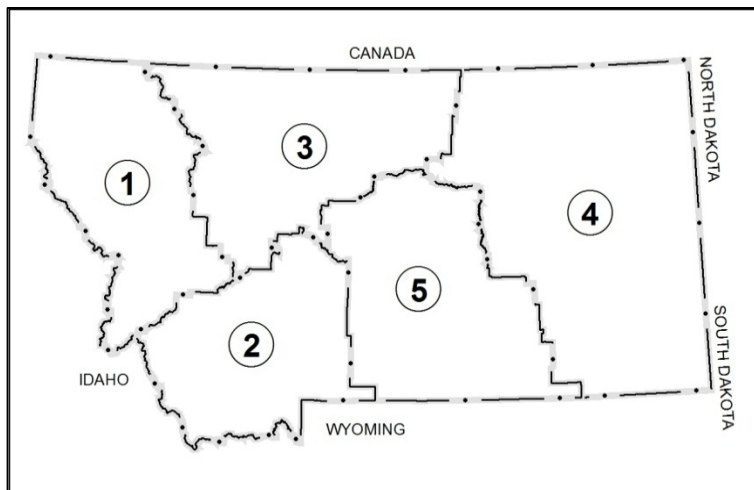 CANADA
NORTH DAKOTA
3
1
4
5
2
SOUTH DAKOTA
IDAHO
WYOMING